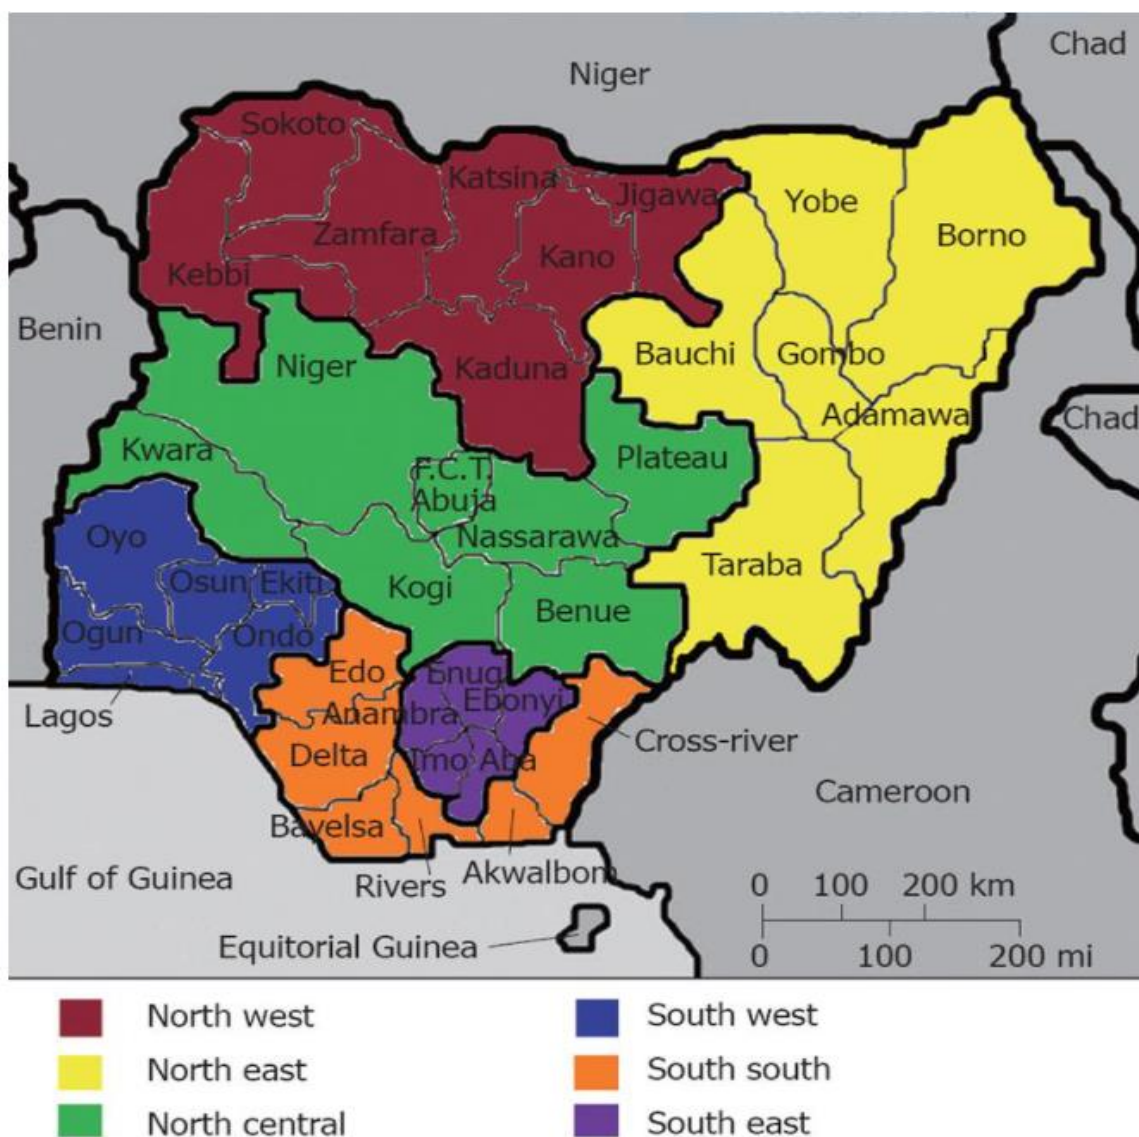 Chad
Niger
Sokoto
Katsina
Jigawa
Yobe
Zamfara
Borno
Kano
Kebbi
Benin
Bauchi
Gombo
Niger
Kaduna
Adamawa
Chad
Kwara
Plateau
F.C.T.
Abuja
Oyo
Nassarawa
Taraba
Osun Ekiti
Kogi
Benue
Ogun
Ondo
Edo
Enug
Ebonyi
Lagos
Anambra
Cross-river
Delta
Imo Aba
Cameroon
Bayelsa
Gulf of Guinea
Rivers
Akwalbom
0 100 200 km
Equitorial Guinea
0 100 200 mi
North west
South west
North east
South south
North central
South east